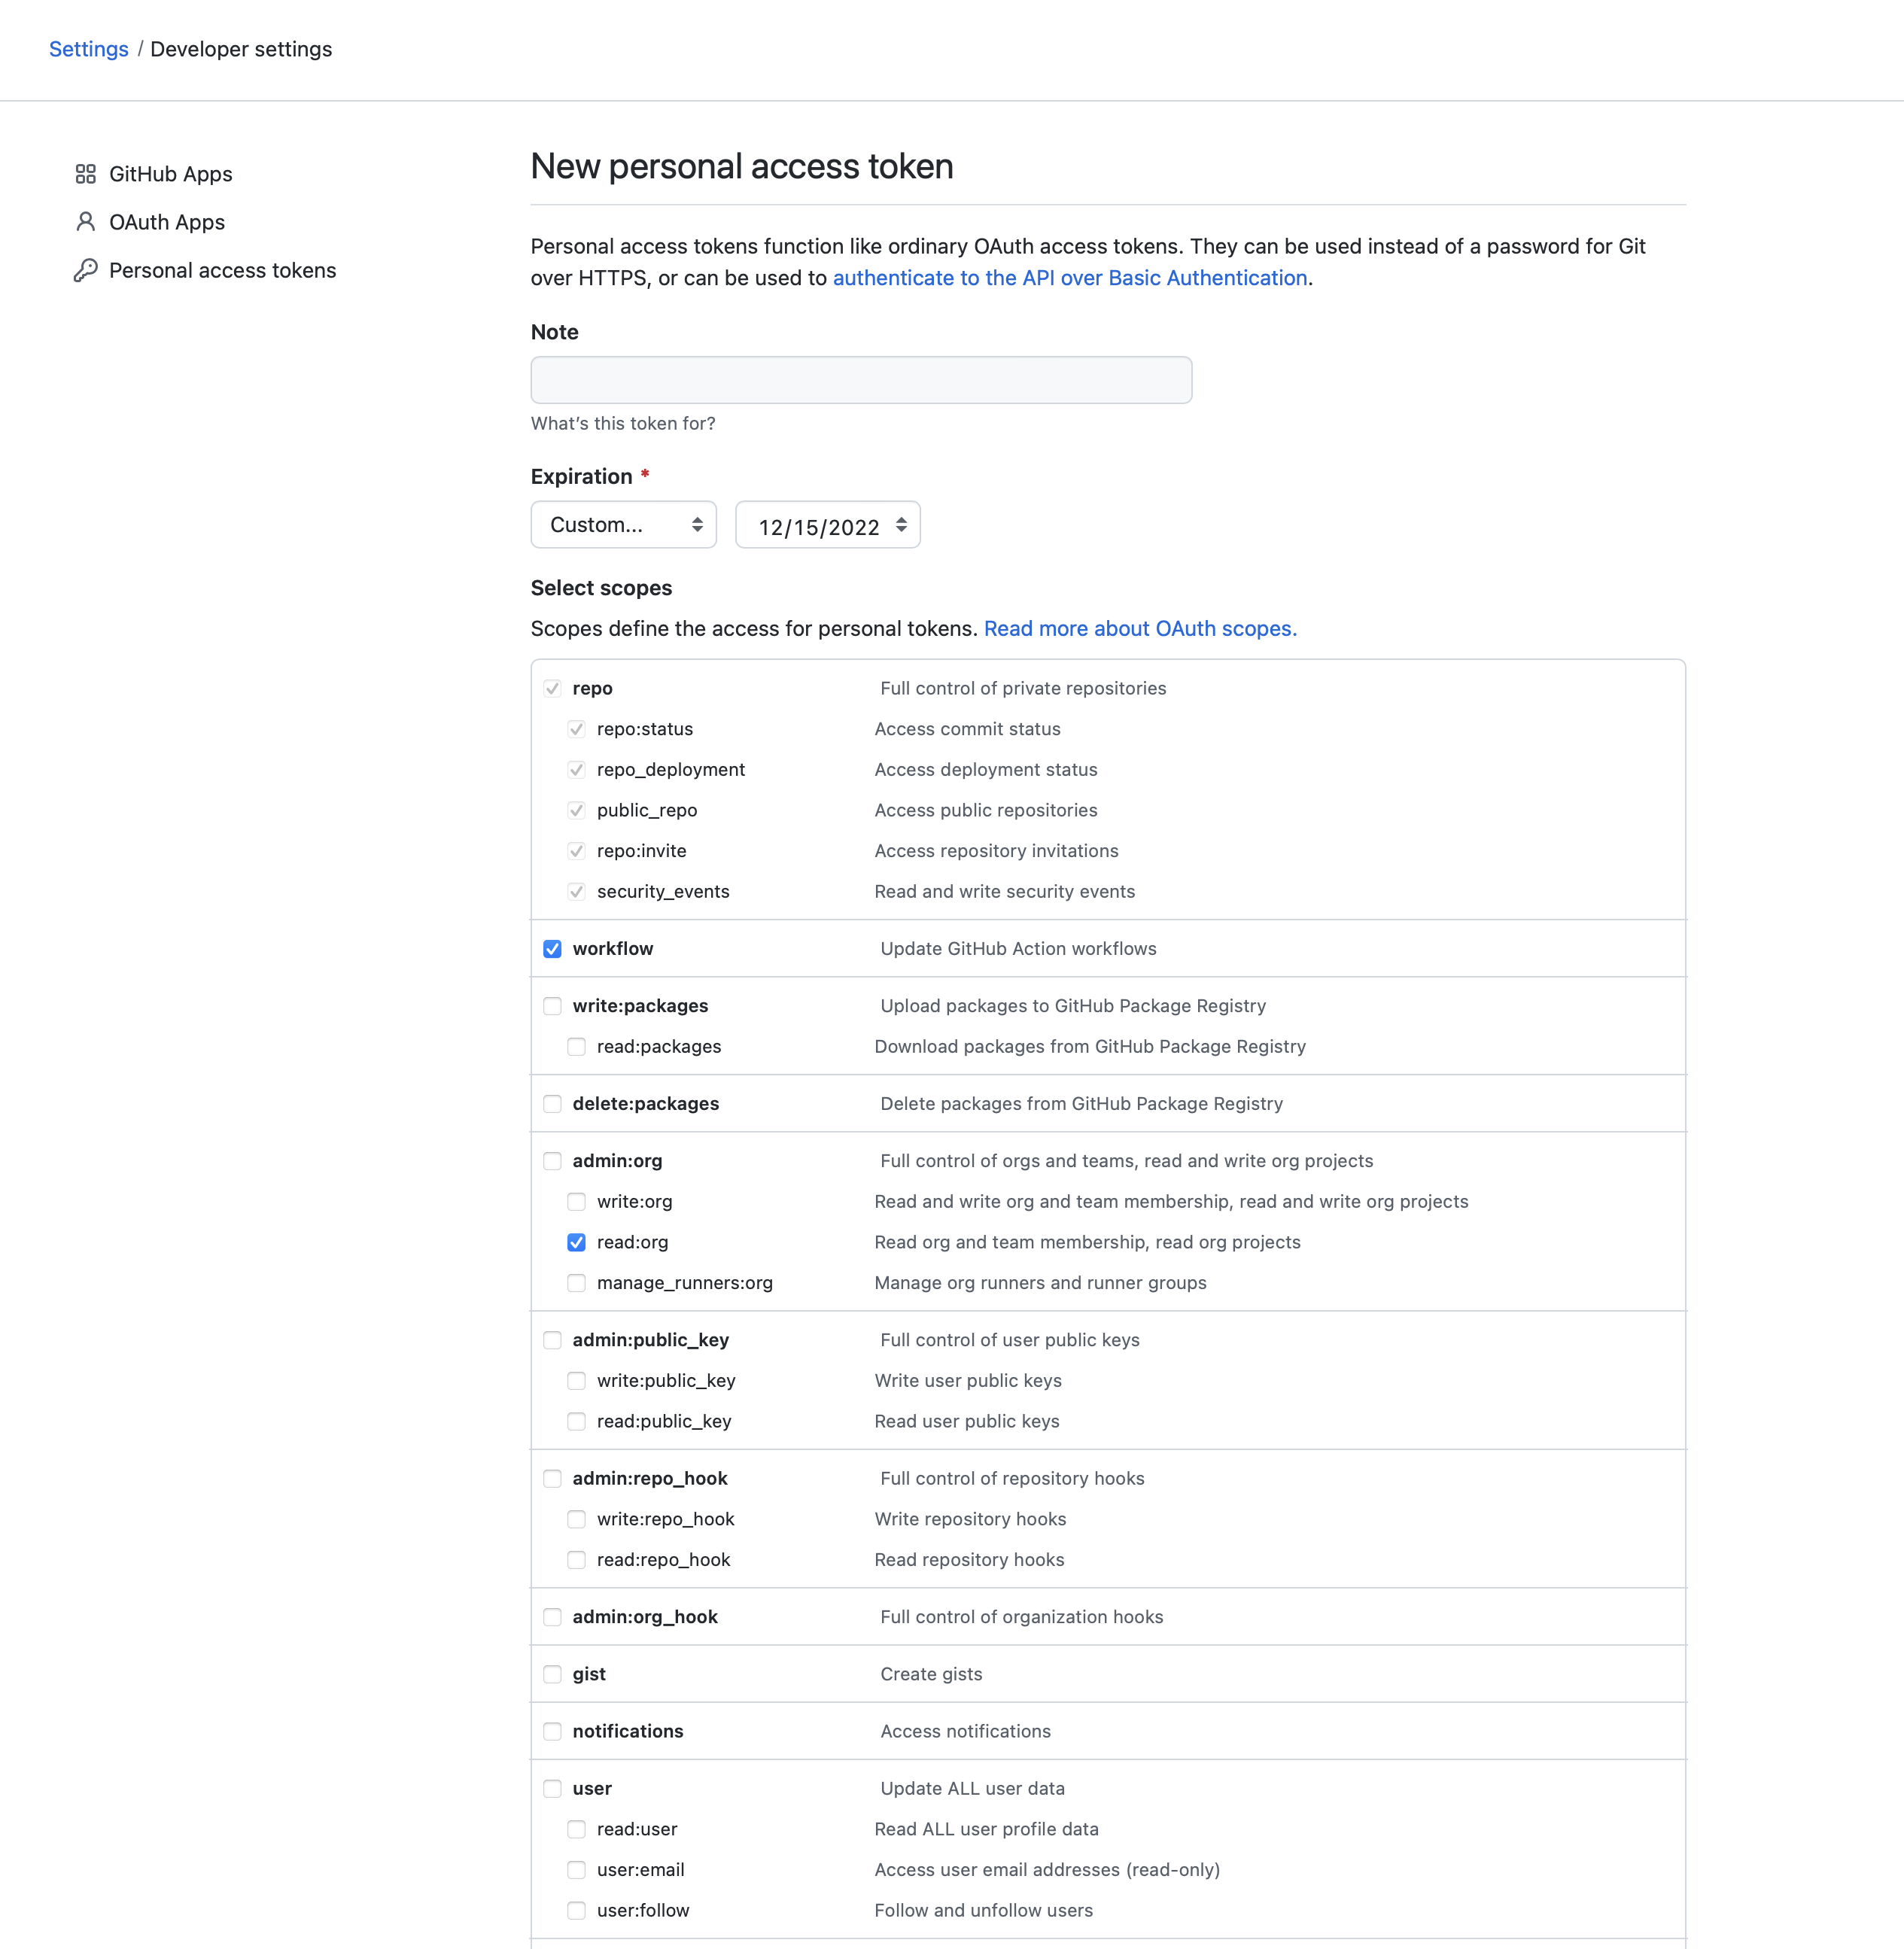 Settings / Developer settings
GitHub Apps
OAuth Apps
Personal access tokens
New personal access token
Personal access tokens function like ordinary OAuth access tokens. They can be used instead of a password for Git
over HTTPS, or can be used to authenticate to the API over Basic Authentication.
Note
What’s this token for?
Expiration *
Custom... 12/15/2022
Select scopes
Scopes define the access for personal tokens. Read more about OAuth scopes.
repo Full control of private repositories
repo:status Access commit status
repo_deployment Access deployment status
public_repo Access public repositories
repo:invite Access repository invitations
security_events Read and write security events
workflow Update GitHub Action workflows
write:packages Upload packages to GitHub Package Registry
read:packages Download packages from GitHub Package Registry
delete:packages Delete packages from GitHub Package Registry
admin:org Full control of orgs and teams, read and write org projects
write:org Read and write org and team membership, read and write org projects
read:org Read org and team membership, read org projects
manage_runners:org Manage org runners and runner groups
admin:public_key Full control of user public keys
write:public_key Write user public keys
read:public_key Read user public keys
admin:repo_hook Full control of repository hooks
write:repo_hook Write repository hooks
read:repo_hook Read repository hooks
admin:org_hook Full control of organization hooks
gist Create gists
notifications Access notifications
user Update ALL user data
read:user Read ALL user profile data
user:email Access user email addresses (read-only)
user:follow Follow and unfollow users